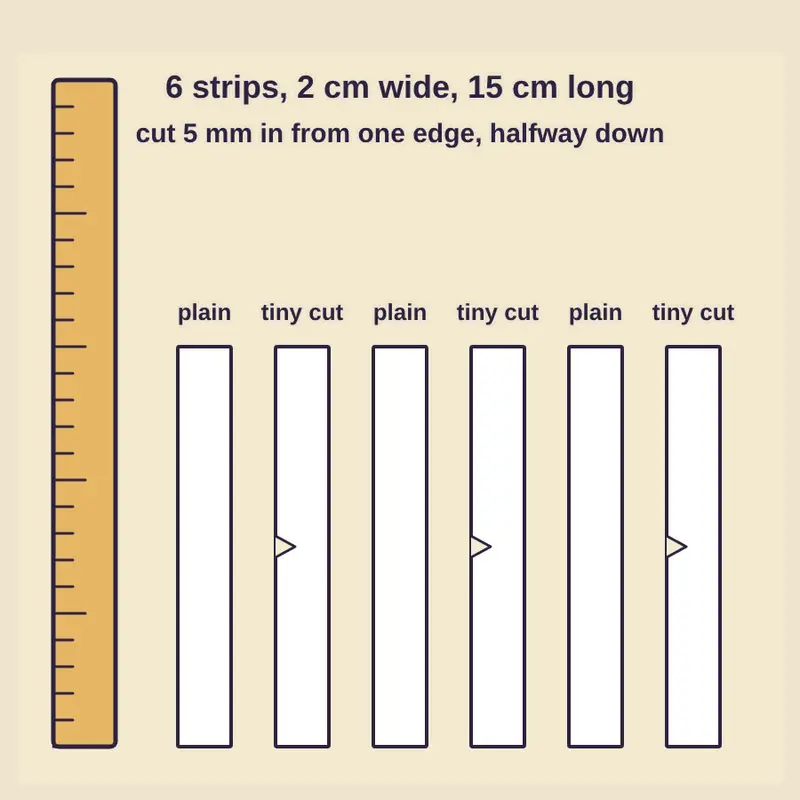 6 strips, 2 cm wide, 15 cm long
cut 5 mm in from one edge, halfway down
plain tiny cut plain tiny cut plain tiny cut